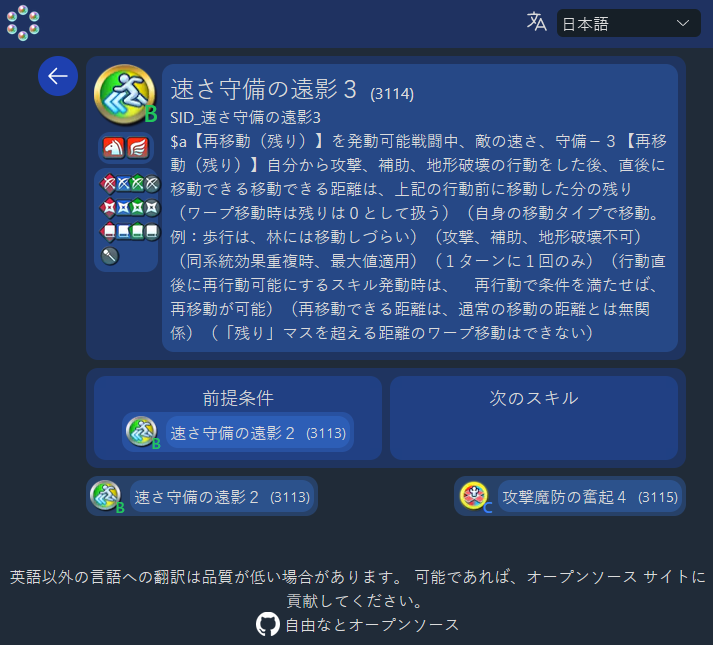 日本語
速さ守備の遠影３ (3114)
SID_速さ守備の遠影3
$a【再移動（残り）】を発動可能戦闘中、敵の速さ、守備－３【再移
動（残り）】自分から攻撃、補助、地形破壊の行動をした後、直後に
移動できる移動できる距離は、上記の行動前に移動した分の残り
（ワープ移動時は残りは０として扱う）（自身の移動タイプで移動。
例：歩行は、林には移動しづらい）（攻撃、補助、地形破壊不可）
（同系統効果重複時、最大値適用）（１ターンに１回のみ）（行動直
後に再行動可能にするスキル発動時は、　再行動で条件を満たせば、
再移動が可能）（再移動できる距離は、通常の移動の距離とは無関
係）（「残り」マスを超える距離のワープ移動はできない）
B
前提条件
速さ守備の遠影２ (3113)
B
次のスキル
速さ守備の遠影２ (3113)
B
攻撃魔防の奮起４ (3115)
C
英語以外の言語への翻訳は品質が低い場合があります。 可能であれば、オープンソース サイトに
貢献してください。
自由なとオープンソース